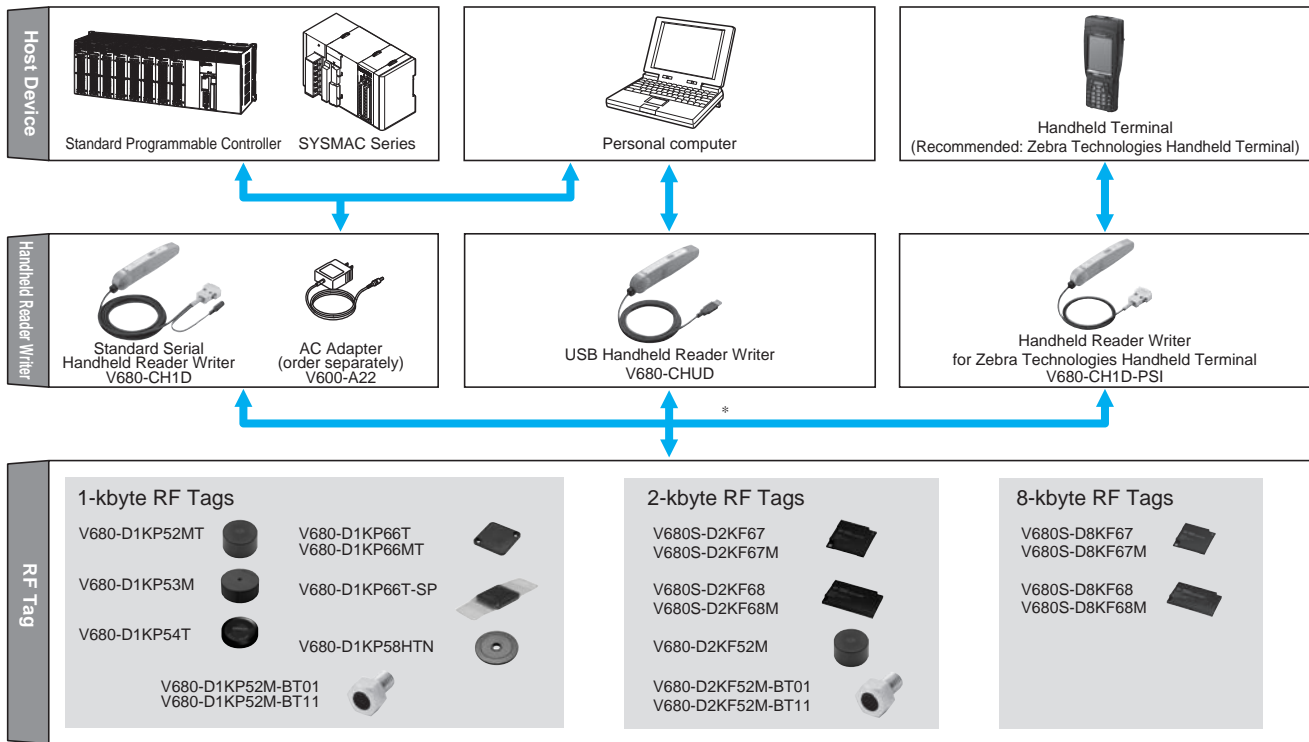 Host Device
Standard Programmable Controller
SYSMAC Series
Personal computer
Handheld Terminal
(Recommended: Zebra Technologies Handheld Terminal)
Handheld Reader Writer
Standard Serial
Handheld Reader Writer
V680-CH1D
AC Adapter
(order separately)
V600-A22
USB Handheld Reader Writer
V680-CHUD
Handheld Reader Writer
for Zebra Technologies Handheld Terminal
V680-CH1D-PSI
*
RF Tag
1-kbyte RF Tags
V680-D1KP52MT
V680-D1KP53M
V680-D1KP54T
V680-D1KP66T
V680-D1KP66MT
V680-D1KP66T-SP
V680-D1KP58HTN
V680-D1KP52M-BT01
V680-D1KP52M-BT11
2-kbyte RF Tags
V680S-D2KF67
V680S-D2KF67M
V680S-D2KF68
V680S-D2KF68M
V680-D2KF52M
V680-D2KF52M-BT01
V680-D2KF52M-BT11
8-kbyte RF Tags
V680S-D8KF67
V680S-D8KF67M
V680S-D8KF68
V680S-D8KF68M